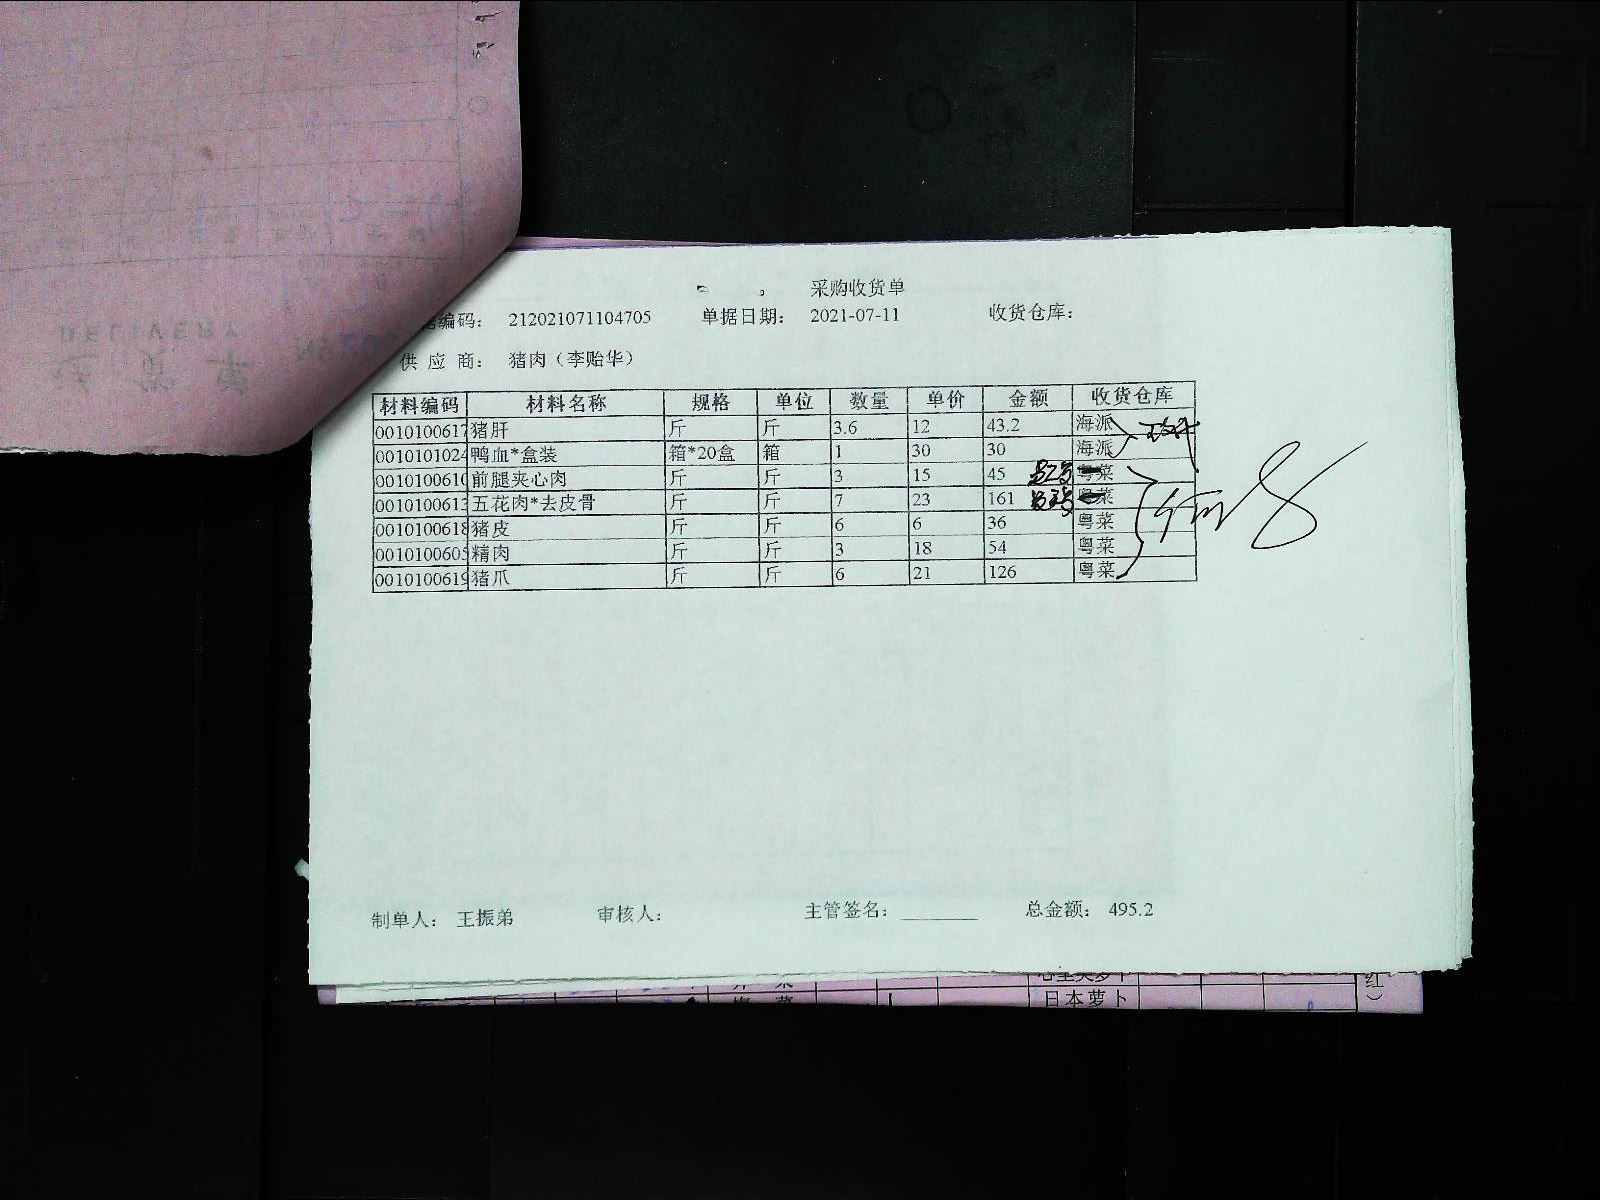 采购收货单
编码： 212021071104705 单据日期： 2021-07-11 收货仓库：
供 应 商： 猪肉（李贻华）
材料编码 材料名称 规格 单位 数量 单价 金额 收货仓库
0010100617 猪肝 斤 斤 3.6 12 43.2 海派
0010101024 鸭血*盒装 箱*20盒 箱 1 30 30 海派
0010100610 前腿夹心肉 斤 斤 3 15 45 粤菜
0010100613 五花肉*去皮骨 斤 斤 7 23 161 粤菜
0010100618 猪皮 斤 斤 6 6 36 粤菜
0010100605 精肉 斤 斤 3 18 54 粤菜
0010100619 猪爪 斤 斤 6 21 126 粤菜
制单人： 王振弟 审核人： 主管签名： ________ 总金额： 495.2
日本萝卜
红）
DELIVERY